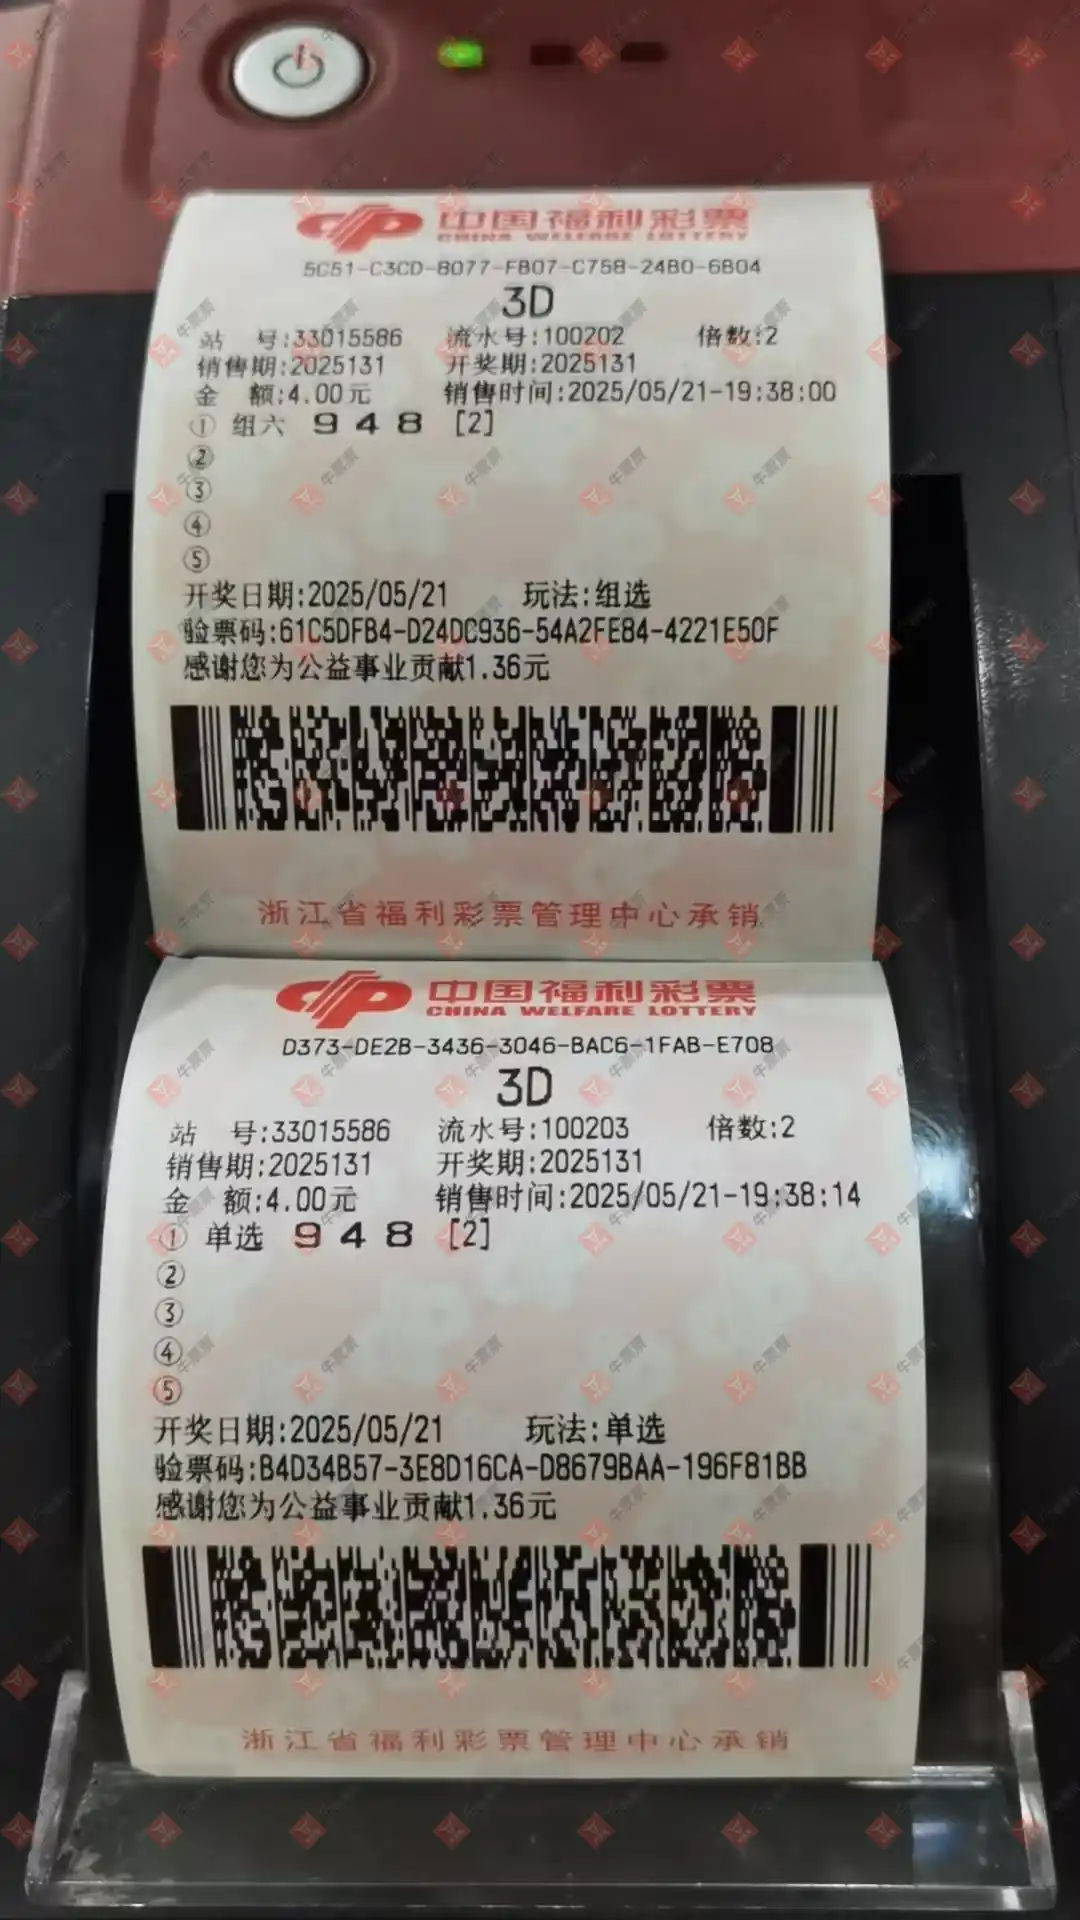 中国福利彩票
CHINA WELFARE LOTTERY
5C51-C3CD-8077-FB07-C758-24B0-6B04
3D
站 号:33015586 流水号:100202 倍数:2
销售期:2025131 开奖期:2025131
金 额:4.00元 销售时间:2025/05/21-19:38:00
① 组六 9 4 8 [2]
②
③
④
⑤
开奖日期:2025/05/21 玩法:组选
验票码:61C5DFB4-D24DC936-54A2FE84-4221E50F
感谢您为公益事业贡献1.36元
浙江省福利彩票管理中心承销
中国福利彩票
CHINA WELFARE LOTTERY
D373-DE2B-3436-3046-BAC6-1FAB-E708
3D
站 号:33015586 流水号:100203 倍数:2
销售期:2025131 开奖期:2025131
金 额:4.00元 销售时间:2025/05/21-19:38:14
① 单选 9 4 8 [2]
②
③
④
⑤
开奖日期:2025/05/21 玩法:单选
验票码:B4D34B57-3E8D16CA-D8679BAA-196F81BB
感谢您为公益事业贡献1.36元
浙江省福利彩票管理中心承销